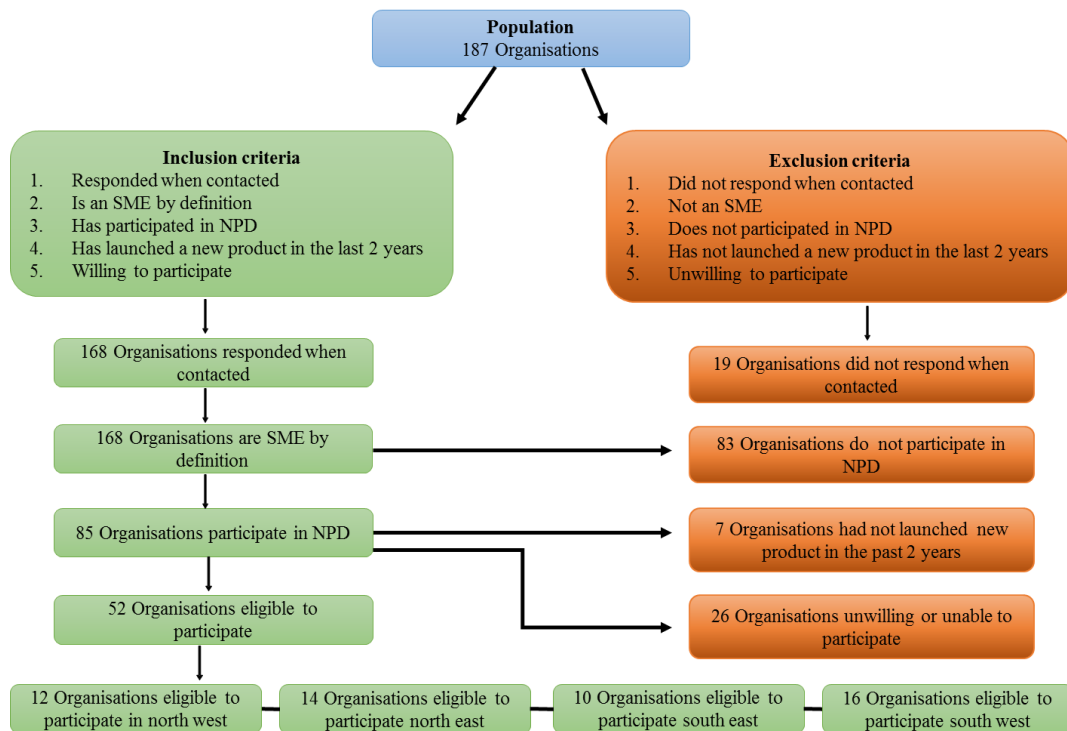 Population
187 Organisations
Inclusion criteria
1. Responded when contacted
2. Is an SME by definition
3. Has participated in NPD
4. Has launched a new product in the last 2 years
5. Willing to participate
Exclusion criteria
1. Did not respond when contacted
2. Not an SME
3. Does not participated in NPD
4. Has not launched a new product in the last 2 years
5. Unwilling to participate
168 Organisations responded when
contacted
19 Organisations did not respond when
contacted
168 Organisations are SME by
definition
83 Organisations do not participate in
NPD
85 Organisations participate in NPD
7 Organisations had not launched new
product in the past 2 years
52 Organisations eligible to
participate
26 Organisations unwilling or unable to
participate
12 Organisations eligible to
participate in north west
14 Organisations eligible to
participate north east
10 Organisations eligible to
participate south east
16 Organisations eligible to
participate south west